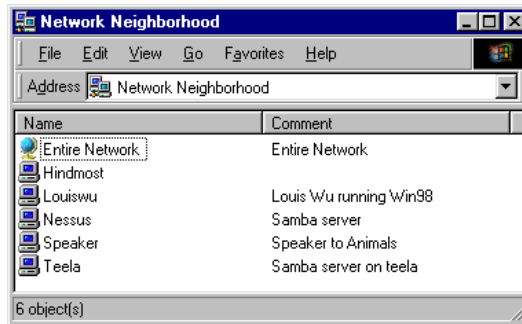 Network Neighborhood
File Edit View Go Favorites Help
Address Network Neighborhood
Name Comment
Entire Network Entire Network
Hindmost
Louiswu Louis Wu running Win98
Nessus Samba server
Speaker Speaker to Animals
Teela Samba server on teela
6 object(s)